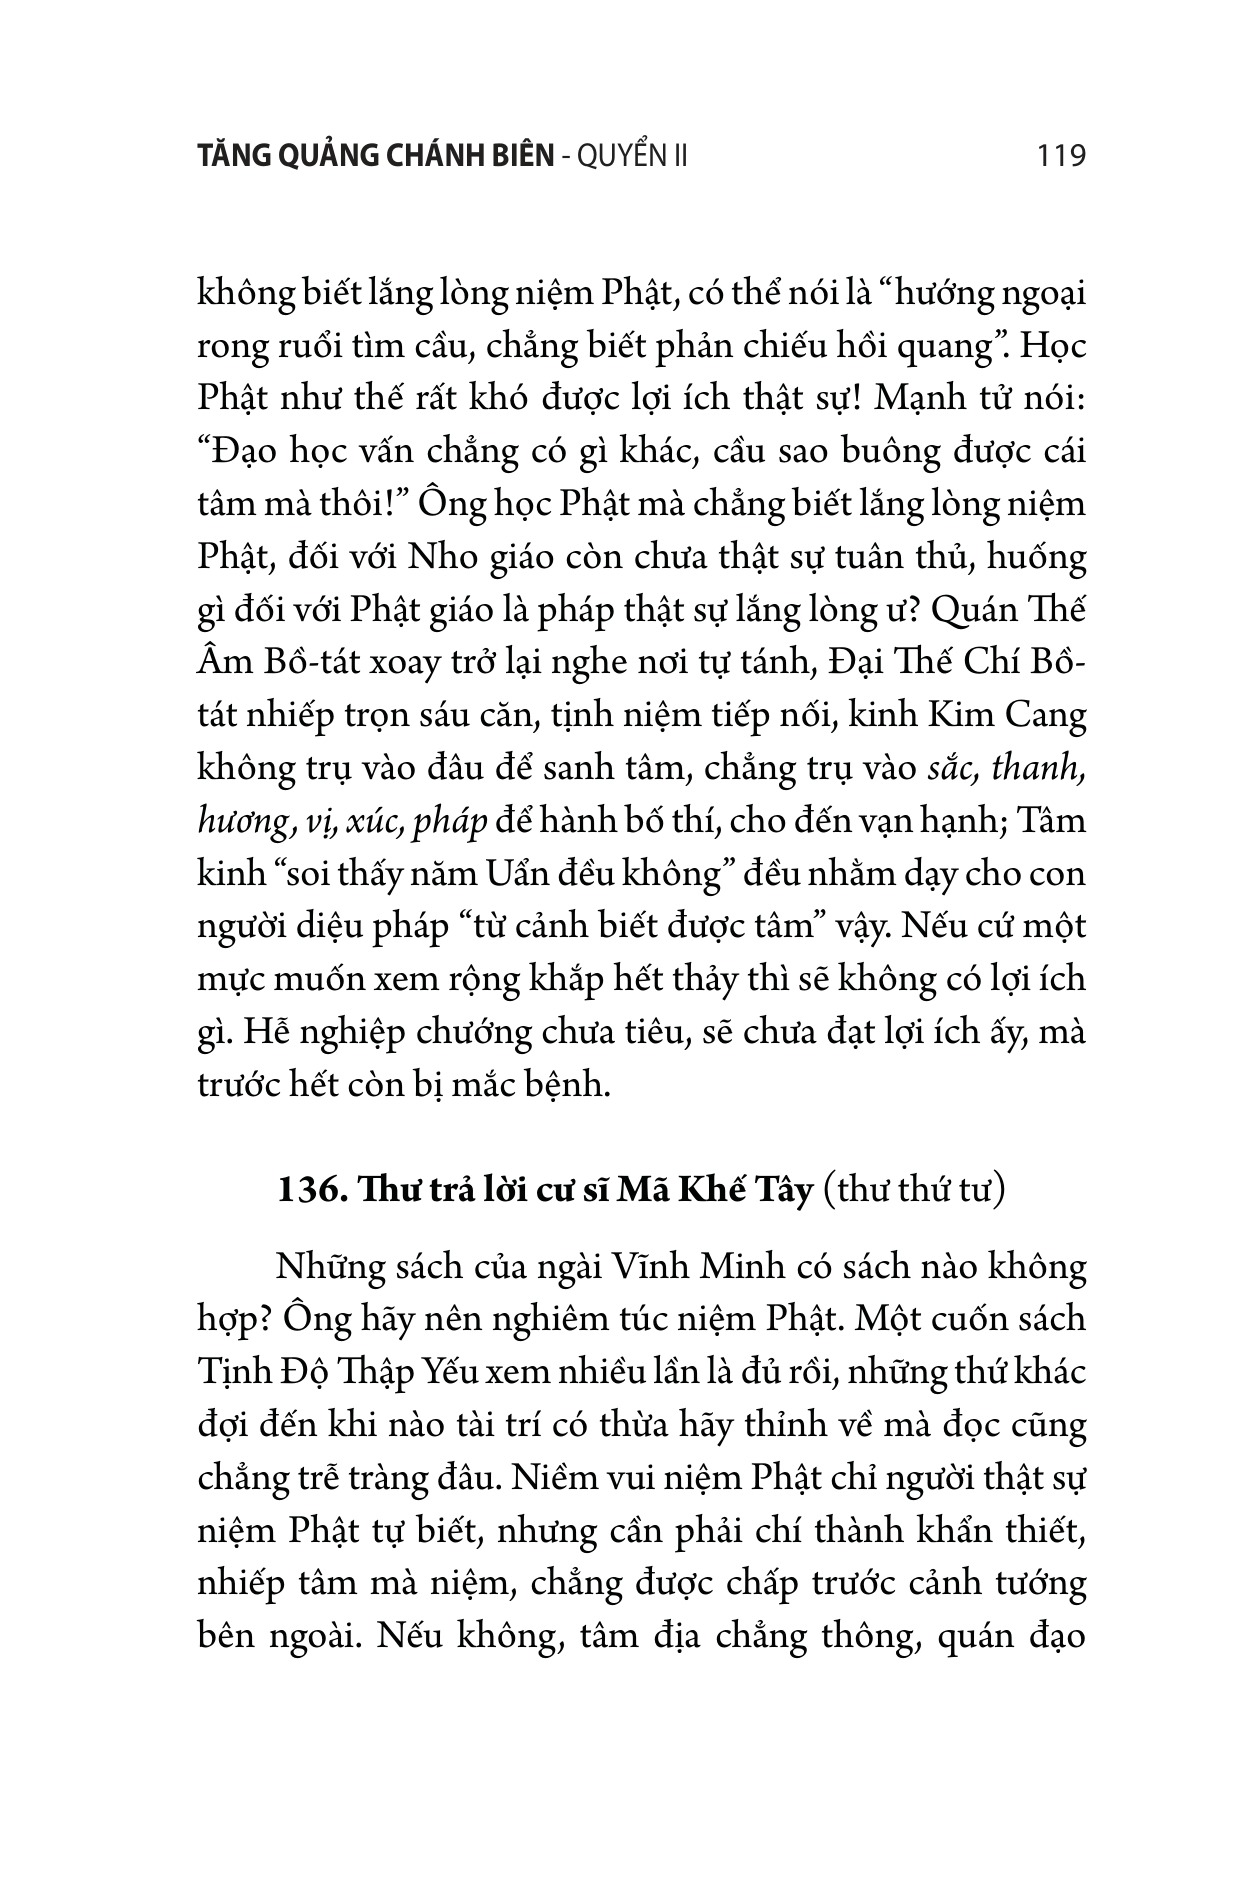 TĂNG QUẢNG CHÁNH BIÊN - QUYỂN II 119
không biết lắng lòng niệm Phật, có thể nói là “hướng ngoại
rong ruổi tìm cầu, chẳng biết phản chiếu hồi quang”. Học
Phật như thế rất khó được lợi ích thật sự! Mạnh tử nói:
“Đạo học vấn chẳng có gì khác, cầu sao buông được cái
tâm mà thôi!” Ông học Phật mà chẳng biết lắng lòng niệm
Phật, đối với Nho giáo còn chưa thật sự tuân thủ, huống
gì đối với Phật giáo là pháp thật sự lắng lòng ư? Quán Thế
Âm Bồ-tát xoay trở lại nghe nơi tự tánh, Đại Thế Chí Bồ-
tát nhiếp trọn sáu căn, tịnh niệm tiếp nối, kinh Kim Cang
không trụ vào đâu để sanh tâm, chẳng trụ vào sắc, thanh,
hương, vị, xúc, pháp để hành bố thí, cho đến vạn hạnh; Tâm
kinh “soi thấy năm Uẩn đều không” đều nhằm dạy cho con
người diệu pháp “từ cảnh biết được tâm” vậy. Nếu cứ một
mực muốn xem rộng khắp hết thảy thì sẽ không có lợi ích
gì. Hễ nghiệp chướng chưa tiêu, sẽ chưa đạt lợi ích ấy, mà
trước hết còn bị mắc bệnh.
136. Thư trả lời cư sĩ Mã Khế Tây (thư thứ tư)
Những sách của ngài Vĩnh Minh có sách nào không
hợp? Ông hãy nên nghiêm túc niệm Phật. Một cuốn sách
Tịnh Độ Thập Yếu xem nhiều lần là đủ rồi, những thứ khác
đợi đến khi nào tài trí có thừa hãy thỉnh về mà đọc cũng
chẳng trễ tràng đâu. Niềm vui niệm Phật chỉ người thật sự
niệm Phật tự biết, nhưng cần phải chí thành khẩn thiết,
nhiếp tâm mà niệm, chẳng được chấp trước cảnh tướng
bên ngoài. Nếu không, tâm địa chẳng thông, quán đạo